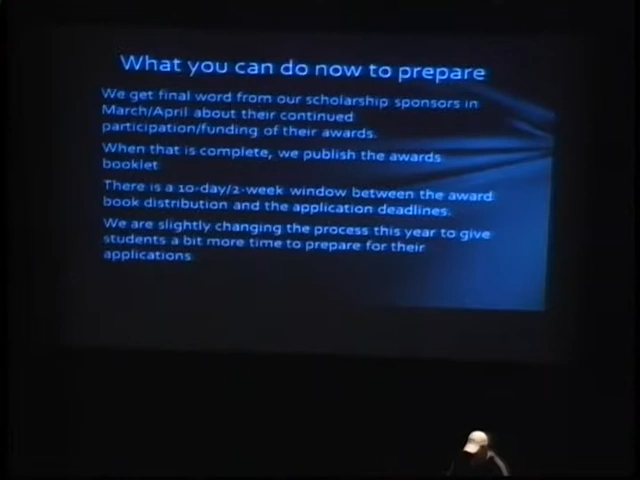 What you can do now to prepare
We get final word from our scholarship sponsors in
March/April about their continued
participation/funding of their awards.
When that is complete, we publish the awards
booklet
There is a 10-day/2-week window between the award
book distribution and the application deadlines.
We are slightly changing the process this year to give
students a bit more time to prepare for their
applications.